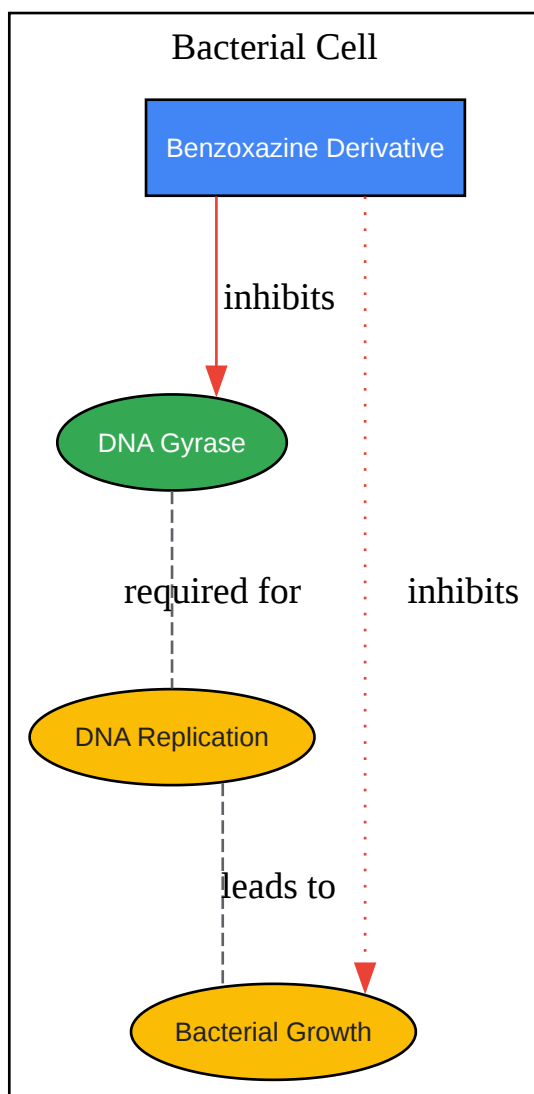 Bacterial Cell
Benzoxazine Derivative
inhibits
DNA Gyrase
required for
inhibits
DNA Replication
leads to
Bacterial Growth